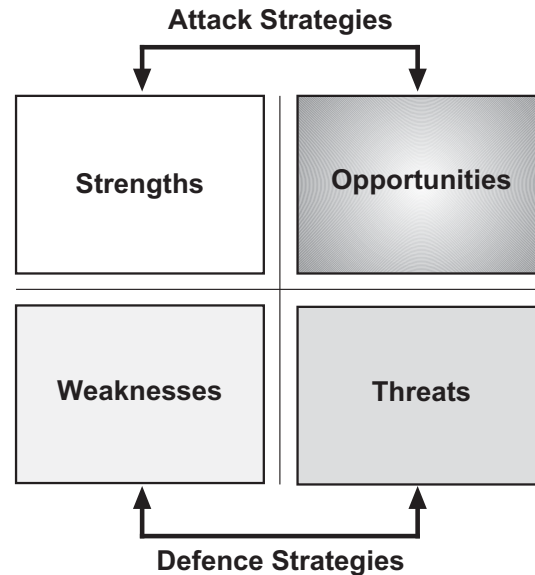 Attack Strategies
Strengths
Opportunities
Weaknesses
Threats
Defence Strategies